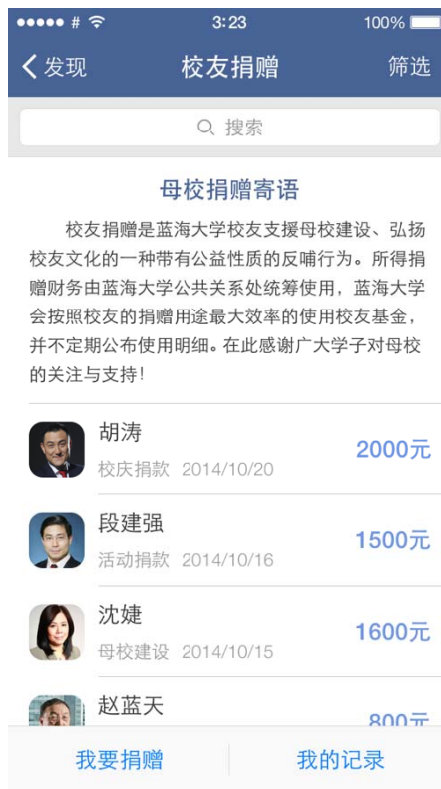 # 3:23 100%
发现 校友捐赠 筛选
搜索
母校捐赠寄语
校友捐赠是蓝海大学校友支援母校建设、弘扬
校友文化的一种带有公益性质的反哺行为。所得捐
赠财务由蓝海大学公共关系处统筹使用，蓝海大学
会按照校友的捐赠用途最大效率的使用校友基金，
并不定期公布使用明细。在此感谢广大学子对母校
的关注与支持！
胡涛
2000元
校庆捐款 2014/10/20
段建强
1500元
活动捐款 2014/10/16
沈婕
1600元
母校建设 2014/10/15
赵蓝天
800元
我要捐赠 我的记录